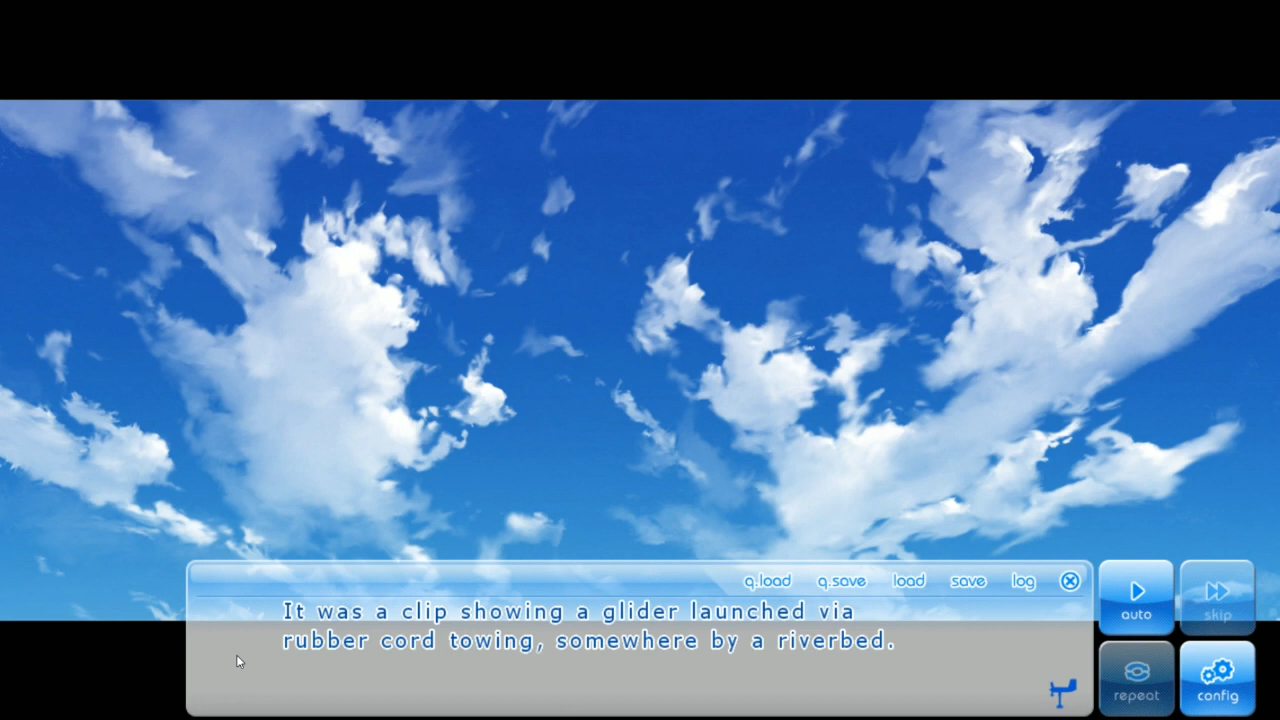 q.load q.save load save log
It was a clip showing a glider launched via
rubber cord towing, somewhere by a riverbed.
auto skip
repeat config